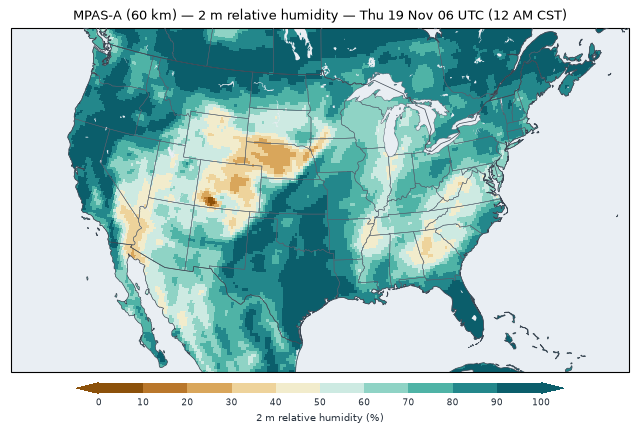 MPAS-A (60 km) — 2 m relative humidity — Thu 19 Nov 06 UTC (12 AM CST)
0 10 20 30 40 50 60 70 80 90 100
2 m relative humidity (%)